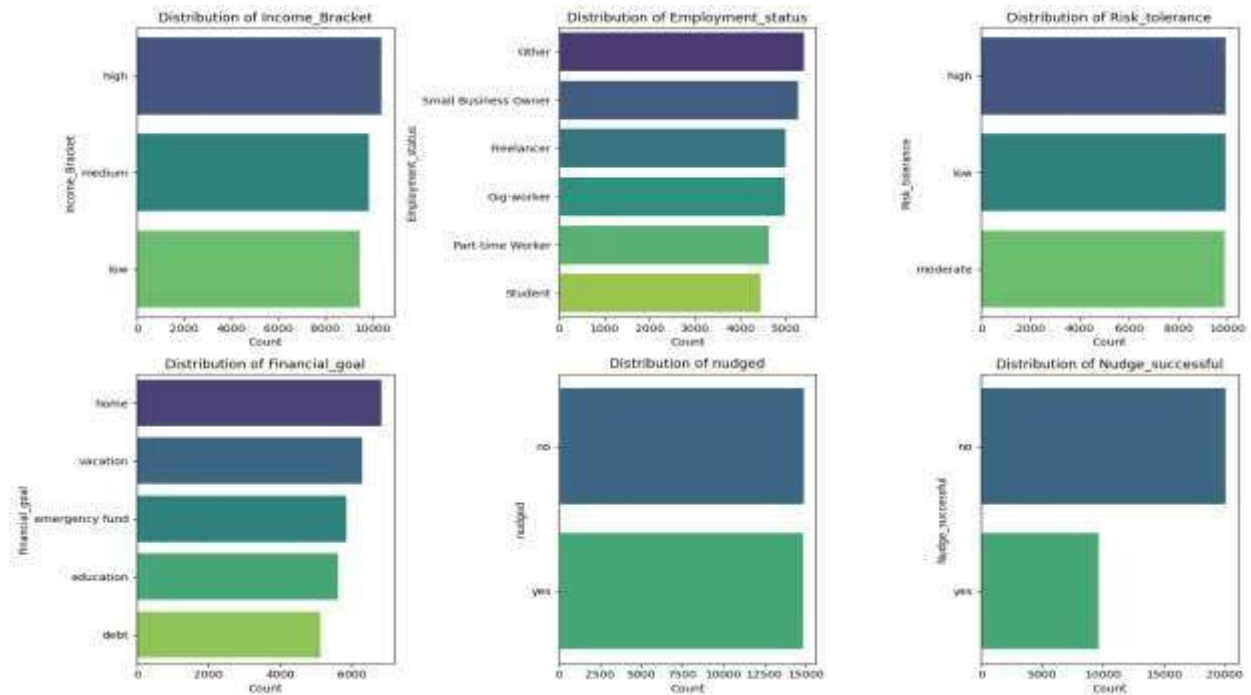 Distribution of Income_Bracket
Income_Bracket
high
medium
low
0 2000 4000 6000 8000 10000
Count
Distribution of Employment_status
Employment_status
Other
Small Business Owner
Freelancer
Gig-worker
Part-time Worker
Student
0 1000 2000 3000 4000 5000
Count
Distribution of Risk_tolerance
Risk_tolerance
high
low
moderate
0 2000 4000 6000 8000 10000
Count
Distribution of Financial_goal
Financial_goal
home
vacation
emergency fund
education
debt
0 2000 4000 6000
Count
Distribution of nudged
nudged
no
yes
0 2500 5000 7500 10000 12500 15000
Count
Distribution of Nudge_successful
Nudge_successful
no
yes
0 5000 10000 15000 20000
Count